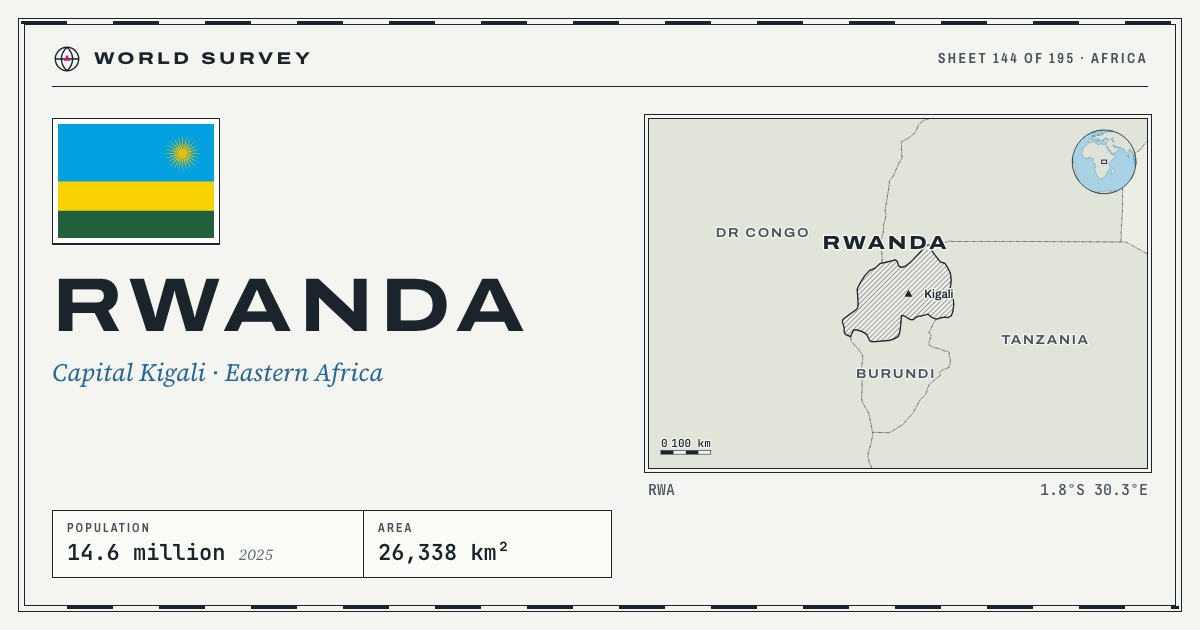 WORLD SURVEY
SHEET 144 OF 195 · AFRICA
RWANDA
Capital Kigali · Eastern Africa
POPULATION
14.6 million 2025
AREA
26,338 km²
DR CONGO
RWANDA
Kigali
TANZANIA
BURUNDI
0 100 km
RWA
1.8°S 30.3°E